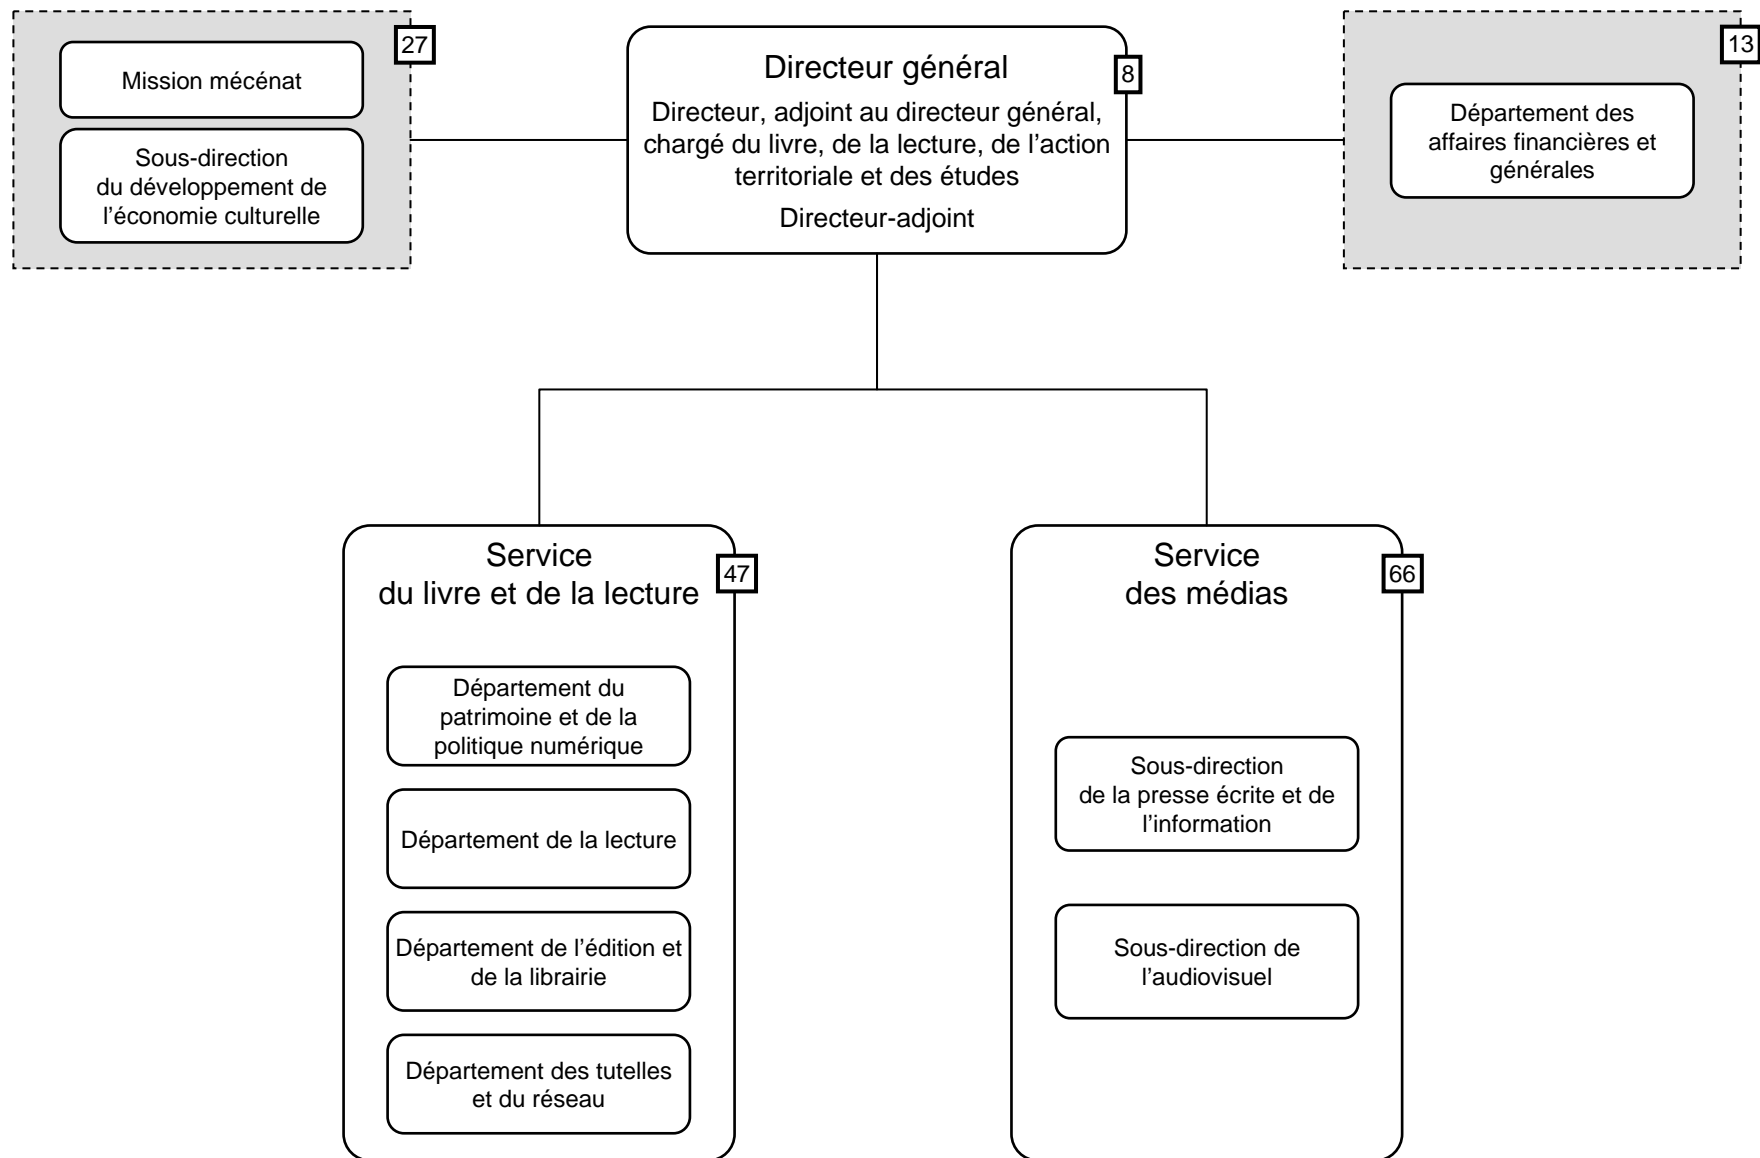 27
Mission mécénat
Sous-direction
du développement de
l’économie culturelle
Directeur général
8
Directeur, adjoint au directeur général,
chargé du livre, de la lecture, de l’action
territoriale et des études
Directeur-adjoint
13
Département des
affaires financières et
générales
Service
du livre et de la lecture
47
Département du
patrimoine et de la
politique numérique
Département de la lecture
Département de l’édition et
de la librairie
Département des tutelles
et du réseau
Service
des médias
66
Sous-direction
de la presse écrite et de
l’information
Sous-direction de
l’audiovisuel